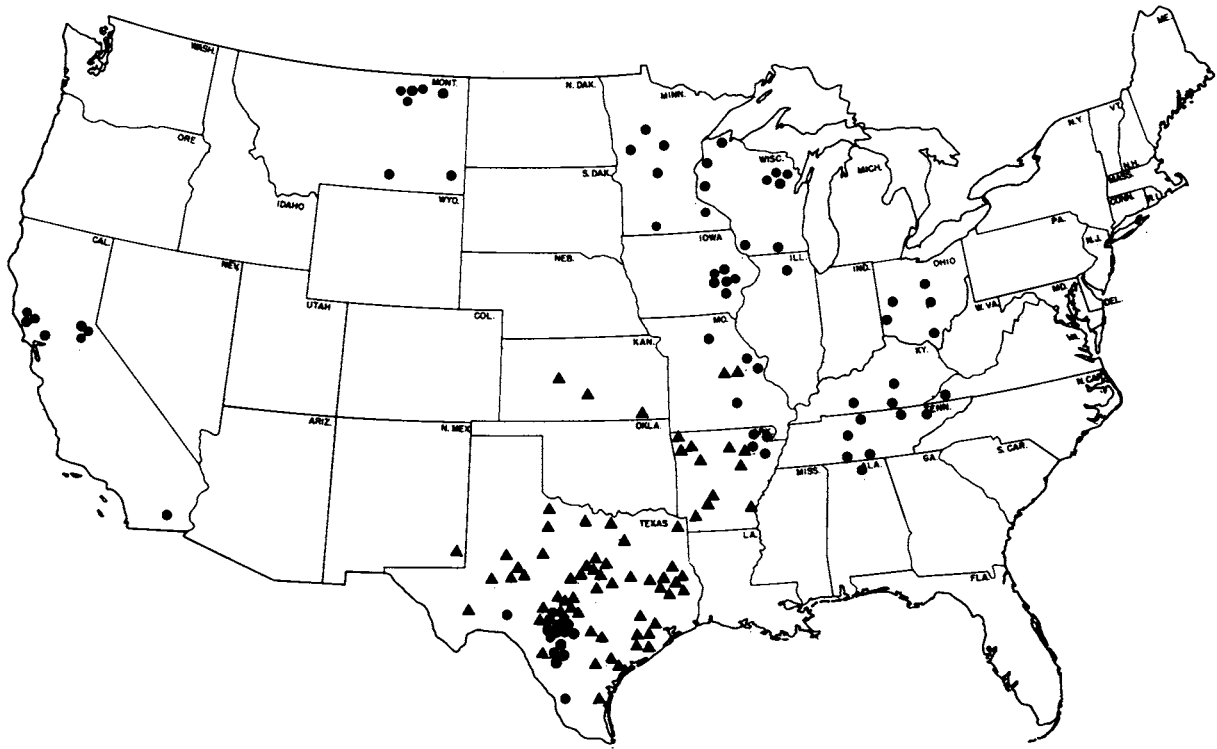 WASH.
ORE.
CAL.
NEV.
IDAHO
MONT.
WYO.
UTAH
COL.
ARIZ.
N. MEX
N. DAK.
S. DAK.
NEB.
KAN.
OKLA.
TEXAS
MINN.
IOWA
MO.
ARK.
LA.
WISC.
ILL.
MICH.
IND.
OHIO
KY.
TENN.
MISS.
ALA.
GA.
FLA.
S. CAR.
N. CAR.
W. VA.
PA.
N.Y.
VT.
N.H.
ME.
MASS.
CONN.
R.I.
N.J.
MD.
DEL.